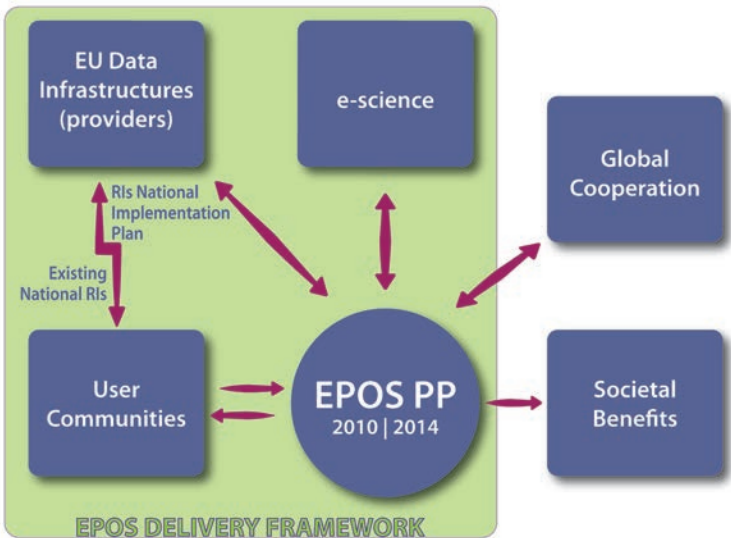 EU Data
Infrastructures
(providers)
e-science
Global
Cooperation
RIs National
Implementation
Plan
Existing
National RIs
User
Communities
EPOS PP
2010 | 2014
Societal
Benefits
EPOS DELIVERY FRAMEWORK